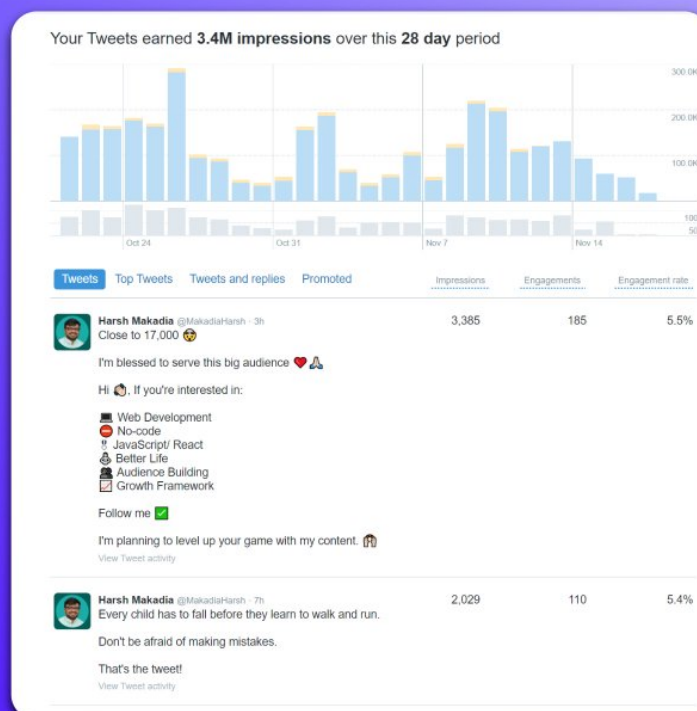 Your Tweets earned 3.4M impressions over this 28 day period
300.0K
200.0K
100.0K
100
50
Oct 24
Oct 31
Nov 7
Nov 14
Tweets
Top Tweets
Tweets and replies
Promoted
Impressions
Engagements
Engagement rate
Harsh Makadia @MakadiaHarsh · 3h
3,385
185
5.5%
Close to 17,000 😲
I'm blessed to serve this big audience ❤️🙏🏻
Hi 👋🏻, If you're interested in:
💻 Web Development
⛔ No-code
🎖 JavaScript/ React
Better Life
👥 Audience Building
📈 Growth Framework
Follow me ✅
I'm planning to level up your game with my content. 🙌🏻
View Tweet activity
Harsh Makadia @MakadiaHarsh · 7h
2,029
110
5.4%
Every child has to fall before they learn to walk and run.
Don't be afraid of making mistakes.
That's the tweet!
View Tweet activity